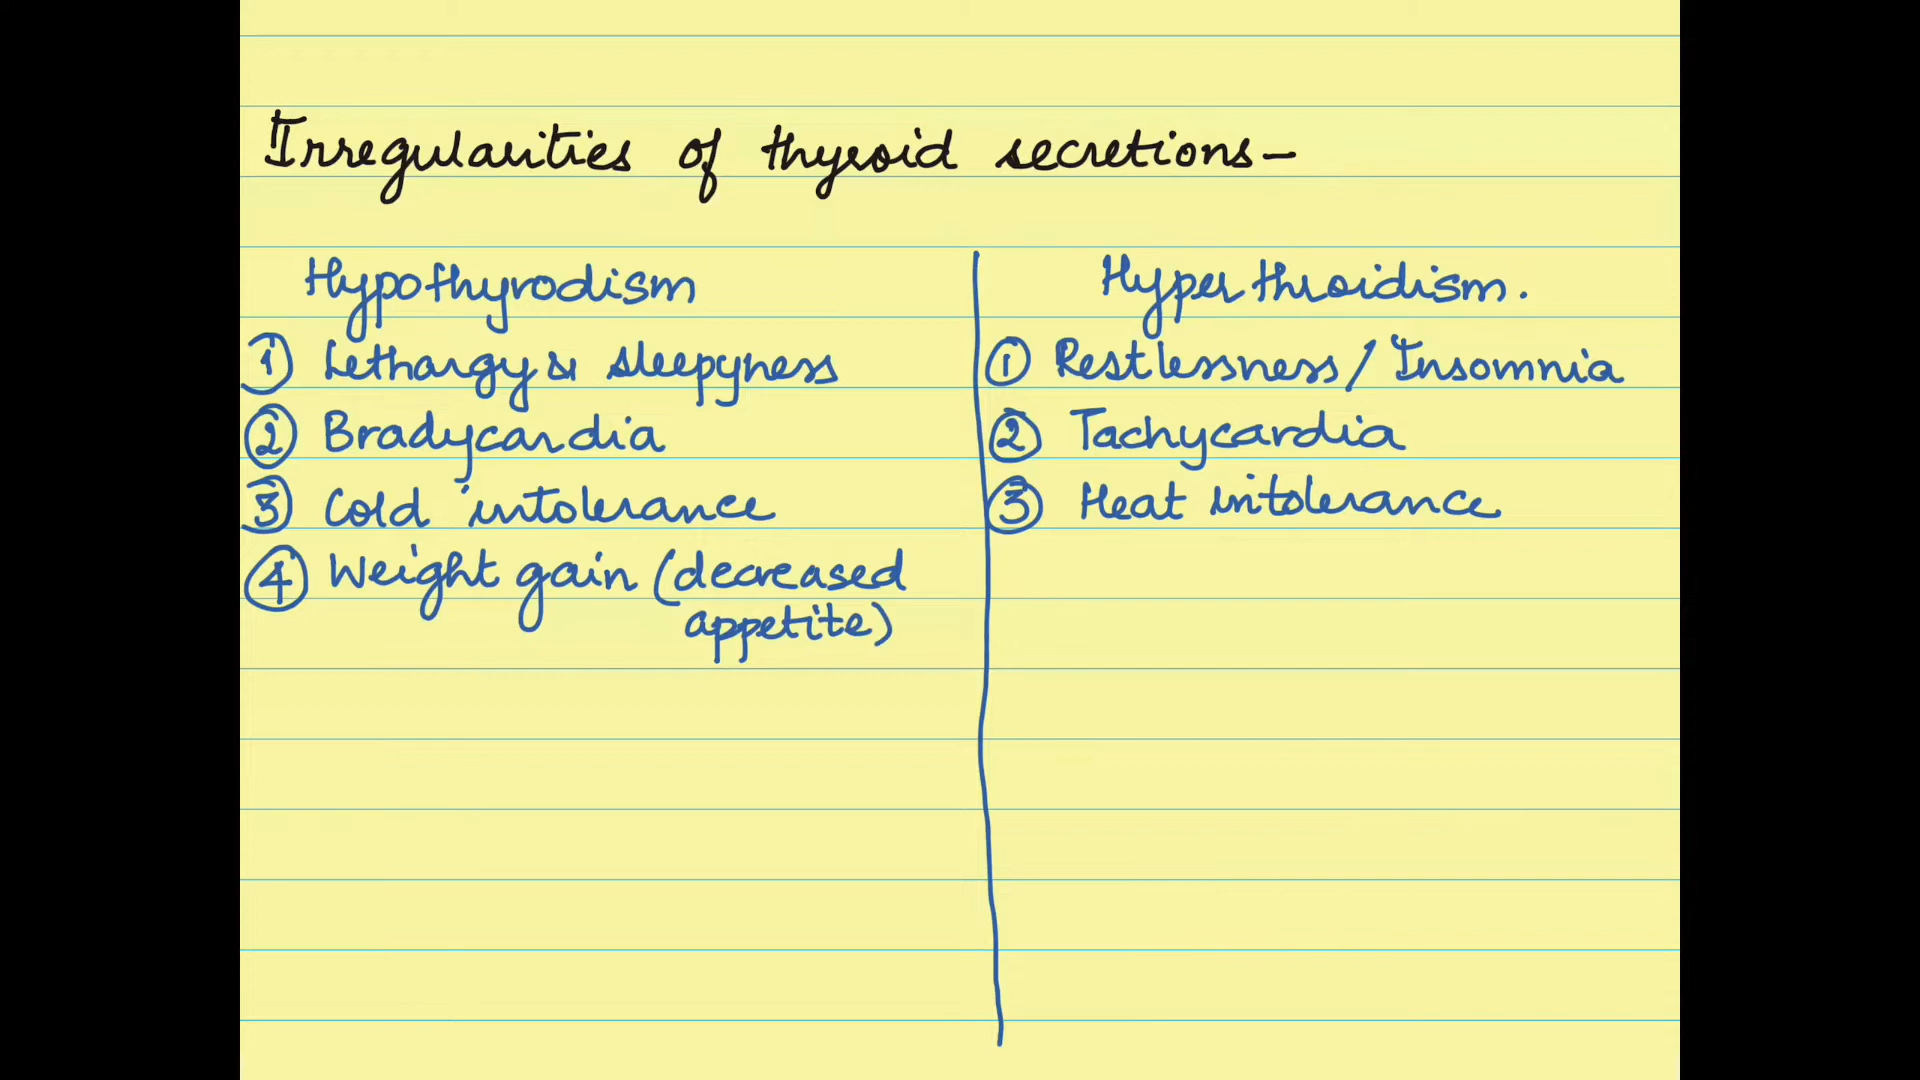 Irregularities of thyroid secretions-
Hypothyrodism
① Lethargy & sleepyness
② Bradycardia
③ Cold intolerance
④ Weight gain (decreased
appetite)
Hyperthroidism.
① Restlessness/Insomnia
② Tachycardia
③ Heat intolerance